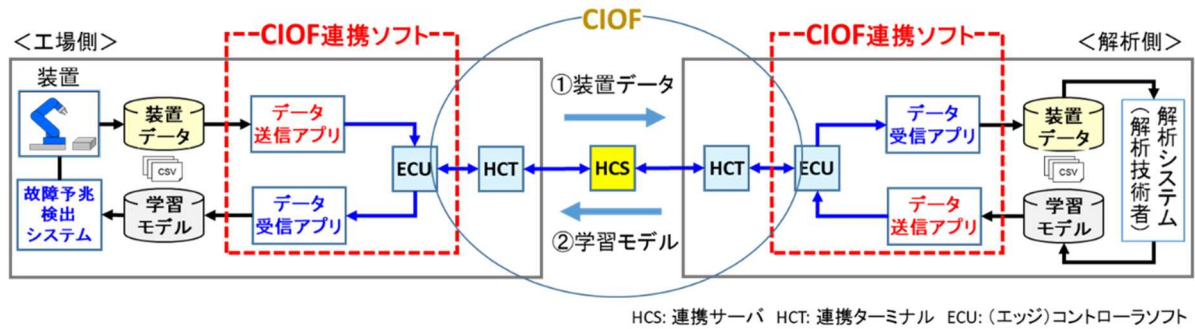 CIOF
<工場側>
CIOF連携ソフト
CIOF連携ソフト
<解析側>
装置
装置
データ
CSV
故障予兆
検出
システム
学習
モデル
データ
送信アプリ
データ
受信アプリ
ECU
HCT
①装置データ
HCS
②学習モデル
HCT
ECU
データ
受信アプリ
データ
送信アプリ
装置
データ
CSV
学習
モデル
解析システム
(解析技術者)
HCS: 連携サーバ HCT: 連携ターミナル ECU: (エッジ)コントローラソフト